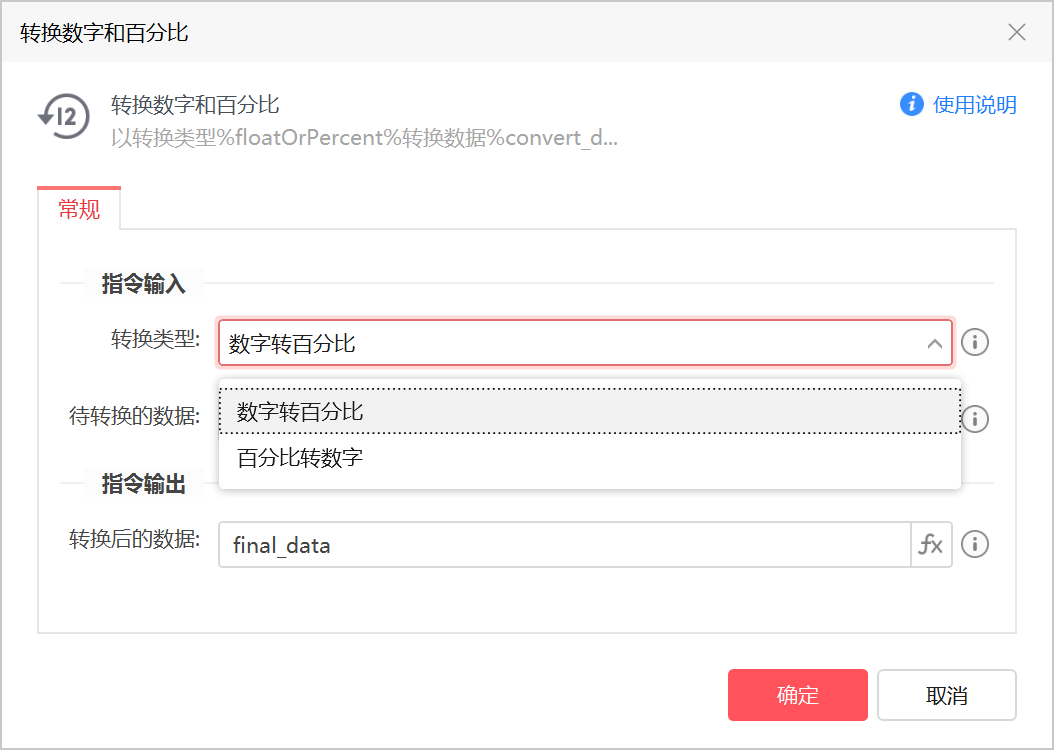 转换数字和百分比
12
转换数字和百分比
使用说明
以转换类型%floatOrPercent%转换数据%convert_d...
常规
指令输入
转换类型:
数字转百分比
数字转百分比
待转换的数据:
百分比转数字
指令输出
转换后的数据:
final_data
fx
确定
取消